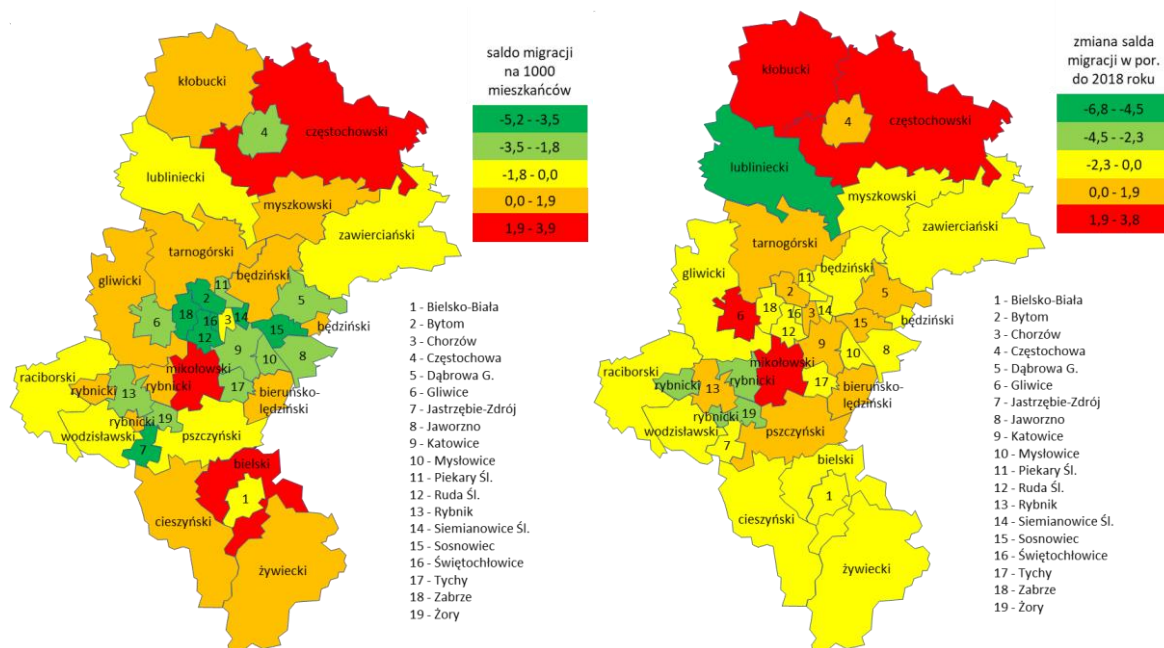 saldo migracji
na 1000
mieszkańców
-5,2 - -3,5
-3,5 - -1,8
-1,8 - 0,0
0,0 - 1,9
1,9 - 3,9
kłobucki
4
częstochowski
lubliniecki
myszkowski
zawierciański
tarnogórski
gliwicki
będziński
11
2
5
18
16
3
14
6
12
15
będziński
9
10
8
mikołowski
raciborski
rybnicki
13
rybnicki
17
bieruńsko-
lędziński
rybnicki
19
wodzisławski
pszczyński
7
bielski
1
cieszyński
żywiecki
1 - Bielsko-Biała
2 - Bytom
3 - Chorzów
4 - Częstochowa
5 - Dąbrowa G.
6 - Gliwice
7 - Jastrzębie-Zdrój
8 - Jaworzno
9 - Katowice
10 - Mysłowice
11 - Piekary Śl.
12 - Ruda Śl.
13 - Rybnik
14 - Siemianowice Śl.
15 - Sosnowiec
16 - Świętochłowice
17 - Tychy
18 - Zabrze
19 - Żory
zmiana salda
migracji w por.
do 2018 roku
-6,8 - -4,5
-4,5 - -2,3
-2,3 - 0,0
0,0 - 1,9
1,9 - 3,8
kłobucki
4
częstochowski
lubliniecki
myszkowski
zawierciański
tarnogórski
gliwicki
będziński
11
2
5
18
16
3
14
6
12
15
będziński
9
10
8
mikołowski
raciborski
rybnicki
13
rybnicki
17
bieruńsko-
lędziński
rybnicki
19
wodzisławski
pszczyński
7
bielski
1
cieszyński
żywiecki
1 - Bielsko-Biała
2 - Bytom
3 - Chorzów
4 - Częstochowa
5 - Dąbrowa G.
6 - Gliwice
7 - Jastrzębie-Zdrój
8 - Jaworzno
9 - Katowice
10 - Mysłowice
11 - Piekary Śl.
12 - Ruda Śl.
13 - Rybnik
14 - Siemianowice Śl.
15 - Sosnowiec
16 - Świętochłowice
17 - Tychy
18 - Zabrze
19 - Żory